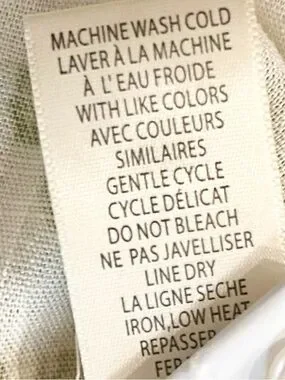 MACHINE WASH COLD
LAVER À LA MACHINE
À L'EAU FROIDE
WITH LIKE COLORS
AVEC COULEURS
SIMILAIRES
GENTLE CYCLE
CYCLE DÉLICAT
DO NOT BLEACH
NE PAS JAVELLISER
LINE DRY
LA LIGNE SECHE
IRON,LOW HEAT
REPASSER
FER